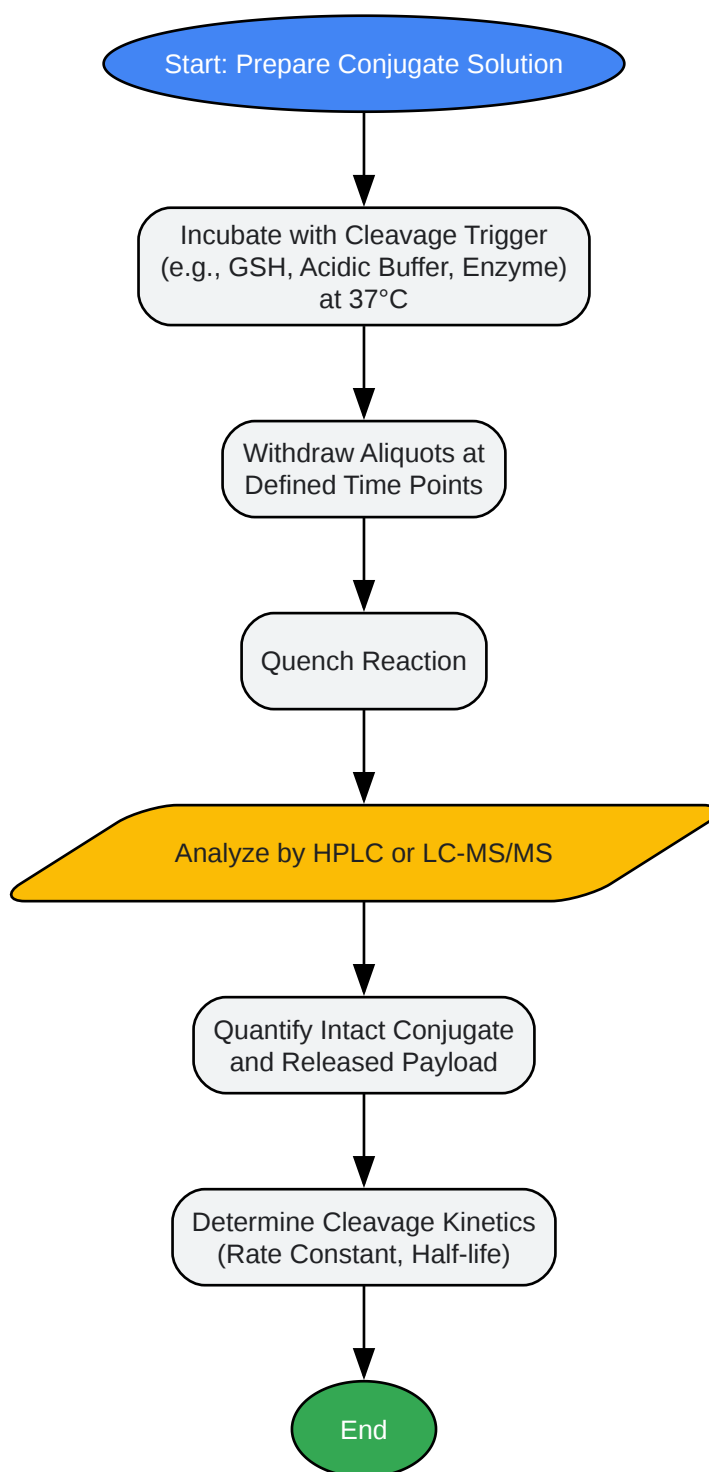 Start: Prepare Conjugate Solution
Incubate with Cleavage Trigger
(e.g., GSH, Acidic Buffer, Enzyme)
at 37°C
Withdraw Aliquots at
Defined Time Points
Quench Reaction
Analyze by HPLC or LC-MS/MS
Quantify Intact Conjugate
and Released Payload
Determine Cleavage Kinetics
(Rate Constant, Half-life)
End